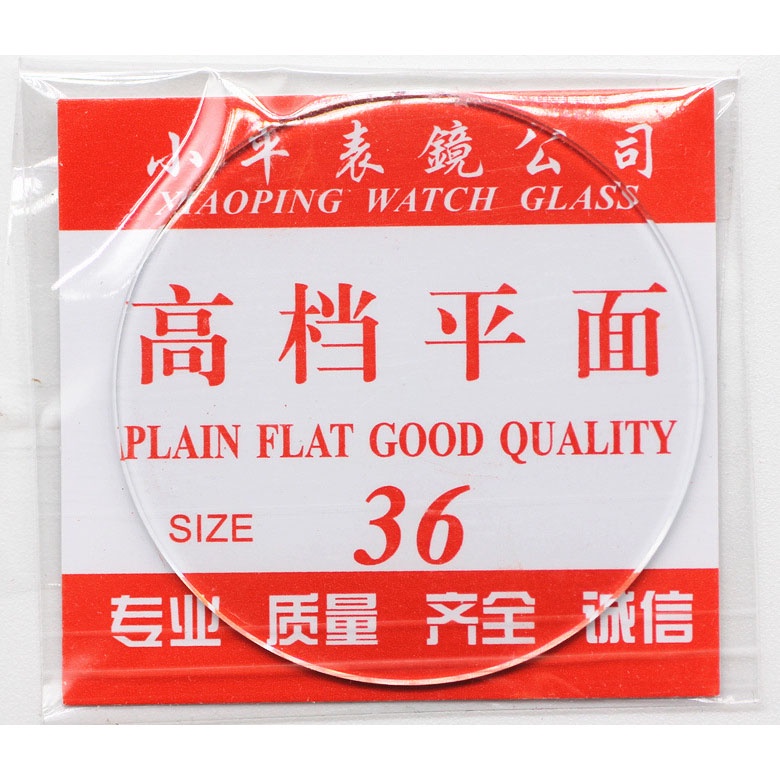 小平表鏡公司
XIAOPING WATCH GLASS
高档平面
PLAIN FLAT GOOD QUALITY
SIZE 36
专业 质量 齐全 诚信